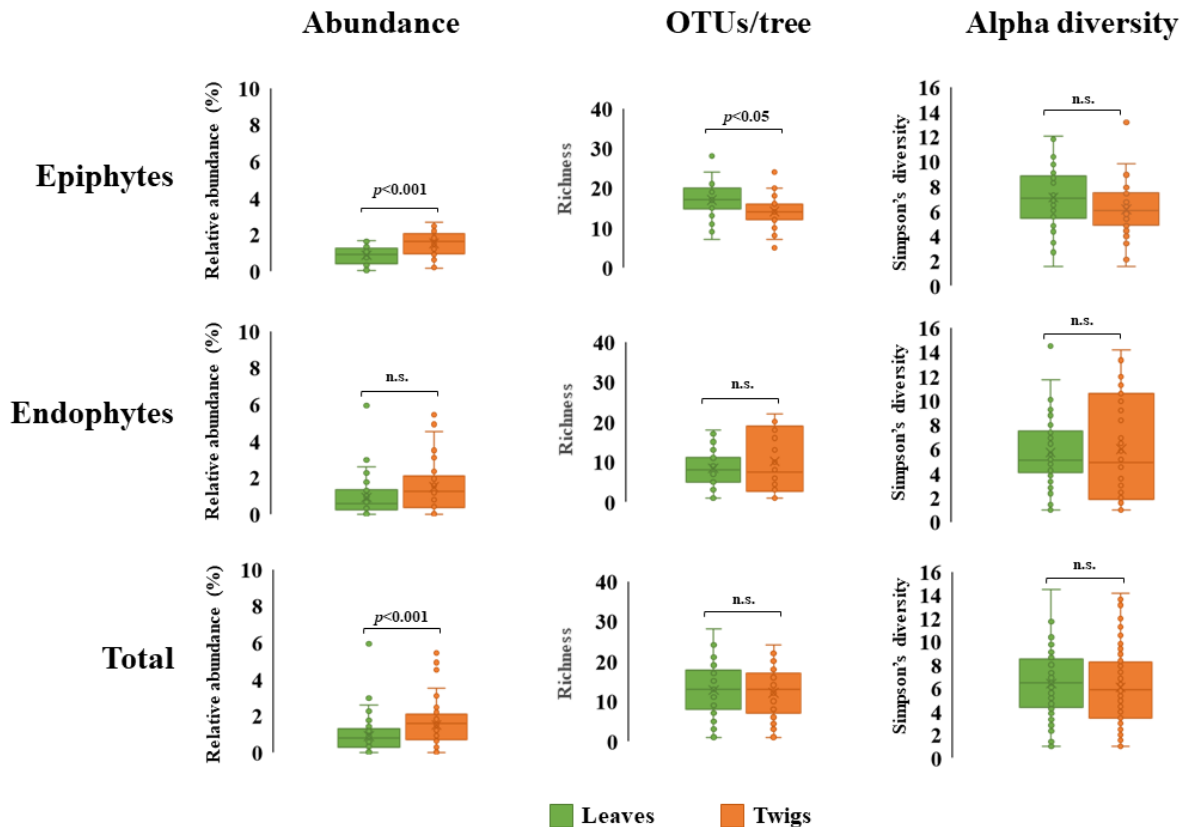 Abundance OTUs/tree Alpha diversity
Epiphytes
Relative abundance (%)
10
8
6
4
2
0
p<0.001
Richness
40
30
20
10
0
p<0.05
Simpson's diversity
16
14
12
10
8
6
4
2
0
n.s.
Endophytes
Relative abundance (%)
10
8
6
4
2
0
n.s.
Richness
40
30
20
10
0
n.s.
Simpson's diversity
16
14
12
10
8
6
4
2
0
n.s.
Total
Relative abundance (%)
10
8
6
4
2
0
p<0.001
Richness
40
30
20
10
0
n.s.
Simpson's diversity
16
14
12
10
8
6
4
2
0
n.s.
Leaves Twigs